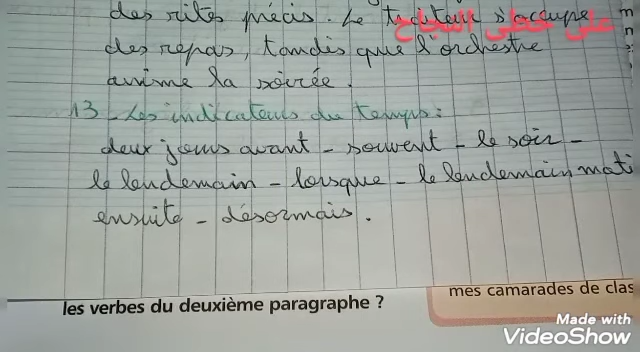 des rites précis. Le traiteur s'occupe
على خطى النجاح
des repas, tandis que l'orchestre
anime la soirée.
13 - Les indicateurs du temps :
deux jours avant - souvent - le soir -
le lendemain - lorsque - le lendemain mati
ensuite - désormais.
les verbes du deuxième paragraphe ?
mes camarades de clas
Made with
VideoShow